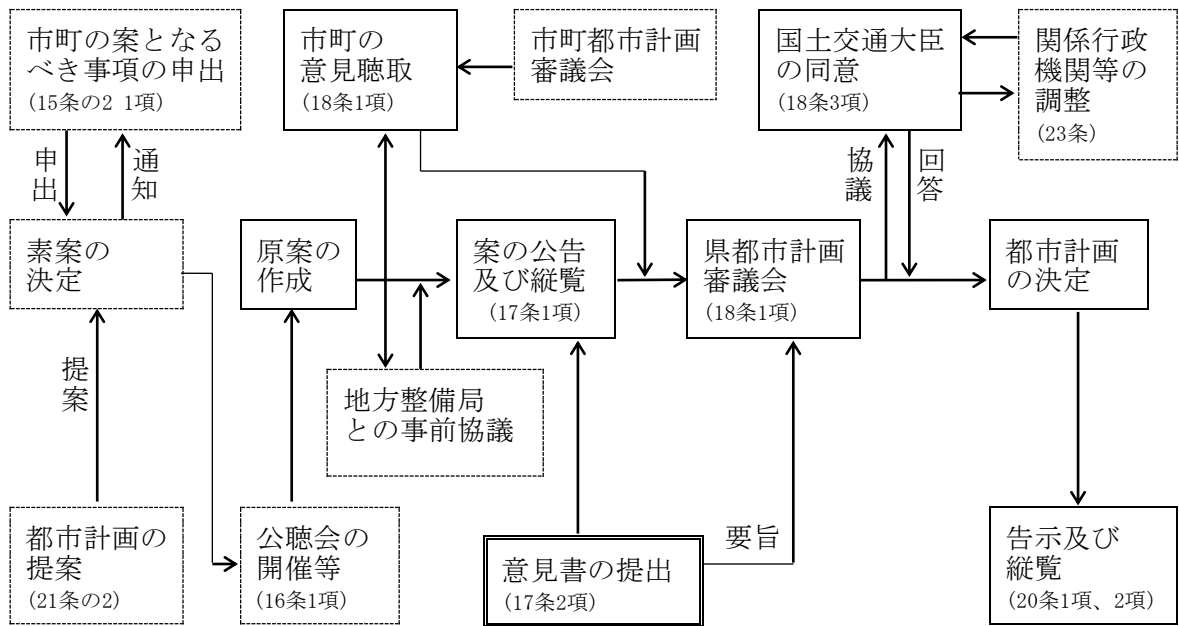 市町の案となる
べき事項の申出
(15条の2 1項)
市町の
意見聴取
(18条1項)
市町都市計画
審議会
国土交通大臣
の同意
(18条3項)
関係行政
機関等の
調整
(23条)
申出
通知
協議
回答
素案の
決定
原案の
作成
案の公告
及び縦覧
(17条1項)
県都市計画
審議会
(18条1項)
都市計画
の決定
提案
地方整備局
との事前協議
都市計画の
提案
(21条の2)
公聴会の
開催等
(16条1項)
意見書の提出
(17条2項)
要旨
告示及び
縦覧
(20条1項、2項)